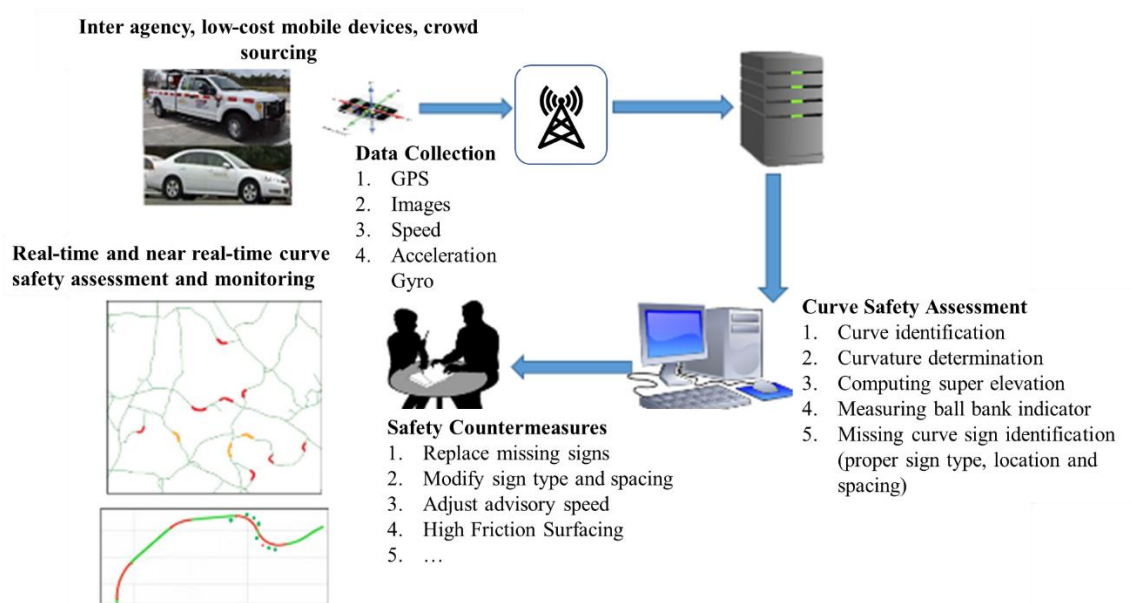 Inter agency, low-cost mobile devices, crowd
sourcing
Data Collection
1. GPS
2. Images
3. Speed
4. Acceleration
Gyro
Real-time and near real-time curve
safety assessment and monitoring
Curve Safety Assessment
1. Curve identification
2. Curvature determination
3. Computing super elevation
4. Measuring ball bank indicator
5. Missing curve sign identification
(proper sign type, location and
spacing)
Safety Countermeasures
1. Replace missing signs
2. Modify sign type and spacing
3. Adjust advisory speed
4. High Friction Surfacing
5. …